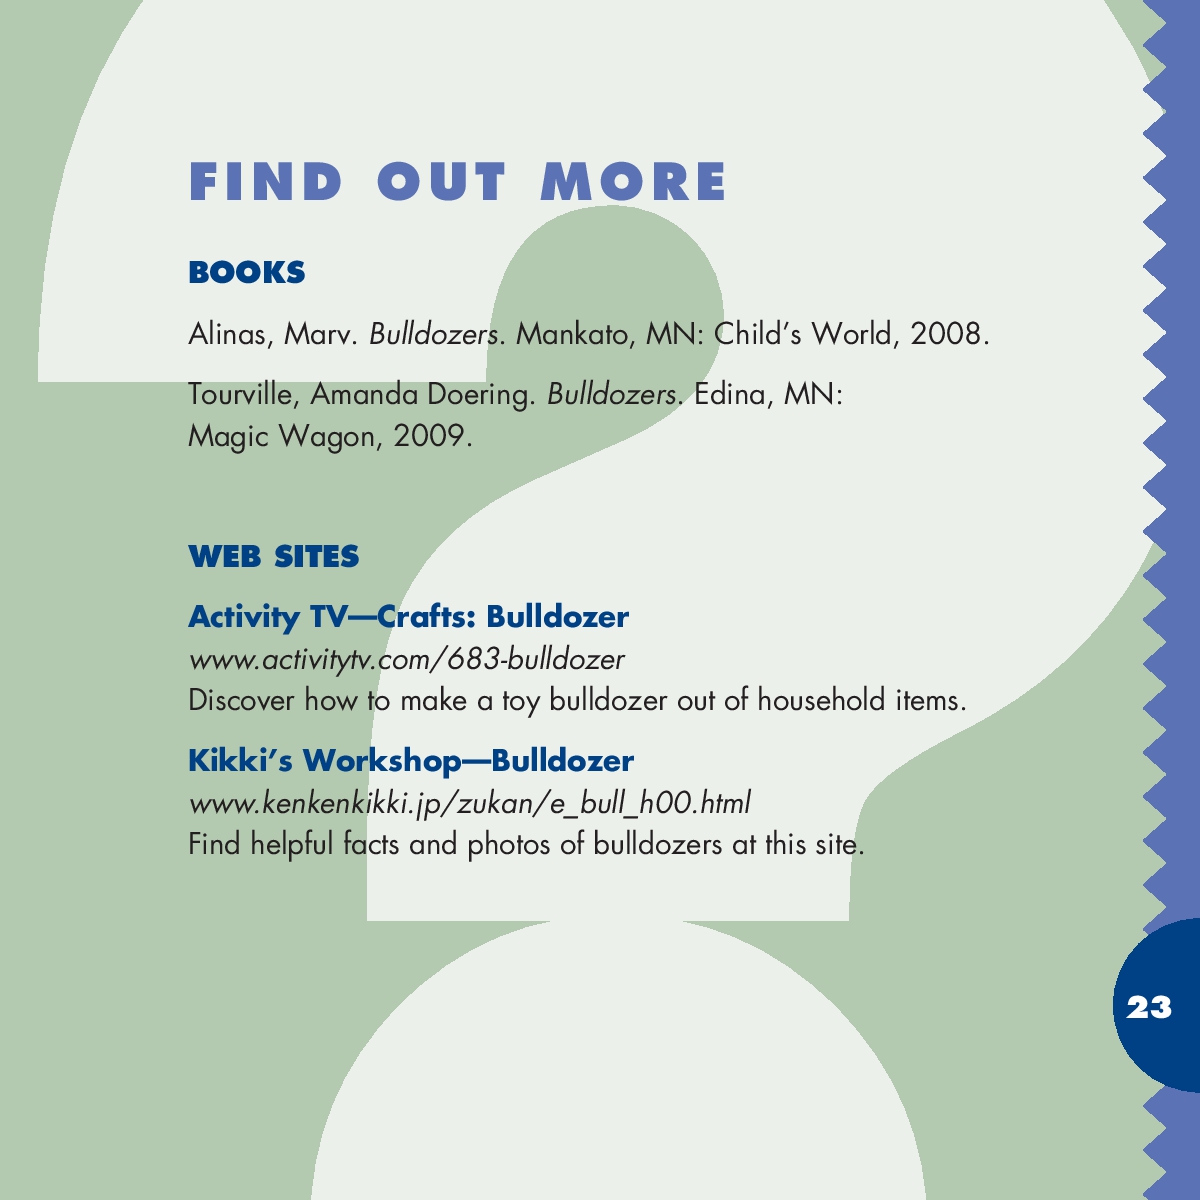 FIND OUT MORE
BOOKS
Alinas, Marv. Bulldozers. Mankato, MN: Child’s World, 2008.
Tourville, Amanda Doering. Bulldozers. Edina, MN:
Magic Wagon, 2009.
WEB SITES
Activity TV—Crafts: Bulldozer
www.activitytv.com/683-bulldozer
Discover how to make a toy bulldozer out of household items.
Kikki’s Workshop—Bulldozer
www.kenkenkikki.jp/zukan/e_bull_h00.html
Find helpful facts and photos of bulldozers at this site.
23